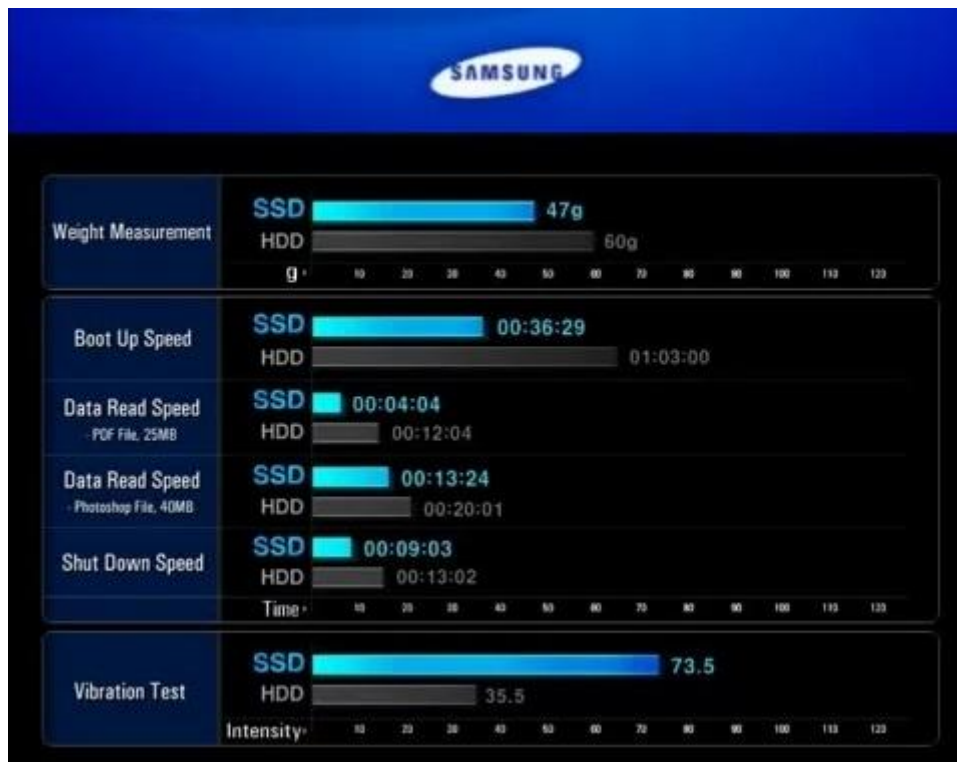 SAMSUNG
Weight Measurement
SSD 47g
HDD 60g
g 10 20 30 40 50 60 70 80 90 100 110 120
Boot Up Speed
SSD 00:36:29
HDD 01:03:00
Data Read Speed
- PDF File, 25MB
SSD 00:04:04
HDD 00:12:04
Data Read Speed
- Photoshop File, 40MB
SSD 00:13:24
HDD 00:20:01
Shut Down Speed
SSD 00:09:03
HDD 00:13:02
Time 10 20 30 40 50 60 70 80 90 100 110 120
Vibration Test
SSD 73.5
HDD 35.5
Intensity 10 20 30 40 50 60 70 80 90 100 110 120